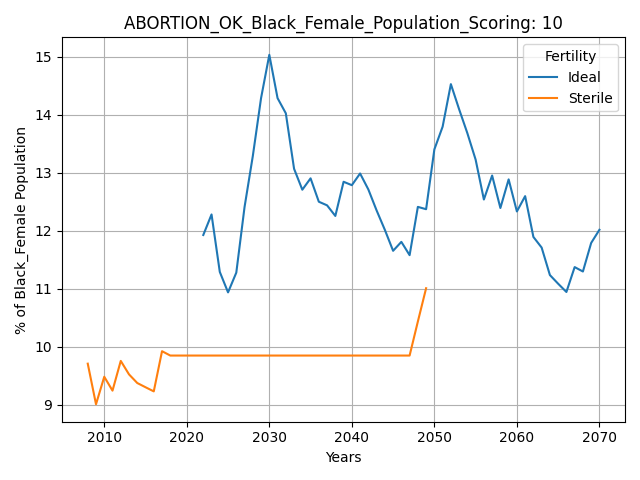 ABORTION_OK_Black_Female_Population_Scoring: 10
Fertility
Ideal
Sterile
% of Black_Female Population
15
14
13
12
11
10
9
2010 2020 2030 2040 2050 2060 2070
Years